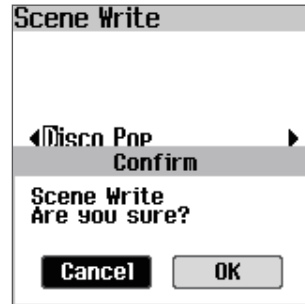 Scene Write
Disco Pop
Confirm
Scene Write
Are you sure?
Cancel OK